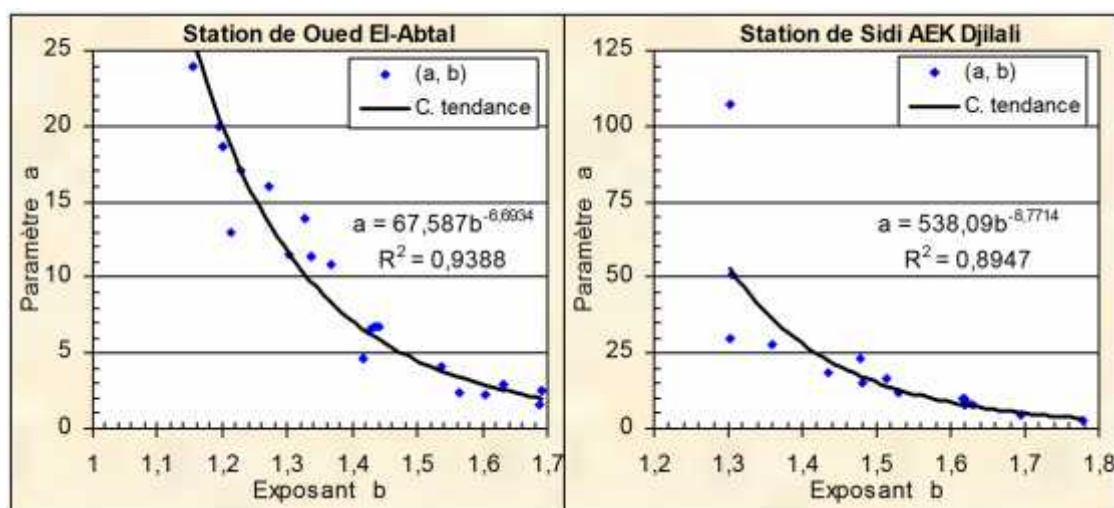 Station de Oued El-Abtal
25
20
15
10
5
0
Paramètre a
(a, b)
C. tendance
a = 67,587b^-6,6934
R² = 0,9388
1
1,1
1,2
1,3
1,4
1,5
1,6
1,7
Exposant b
Station de Sidi AEK Djilali
125
100
75
50
25
0
Paramètre a
(a, b)
C. tendance
a = 538,09b^-8,7714
R² = 0,8947
1,2
1,3
1,4
1,5
1,6
1,7
1,8
Exposant b